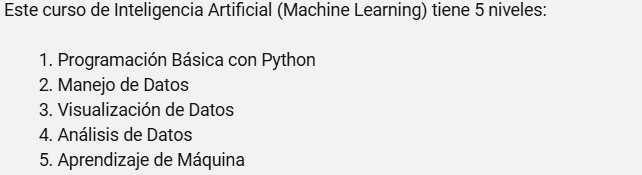 Este curso de Inteligencia Artificial (Machine Learning) tiene 5 niveles:
1. Programación Básica con Python
2. Manejo de Datos
3. Visualización de Datos
4. Análisis de Datos
5. Aprendizaje de Máquina